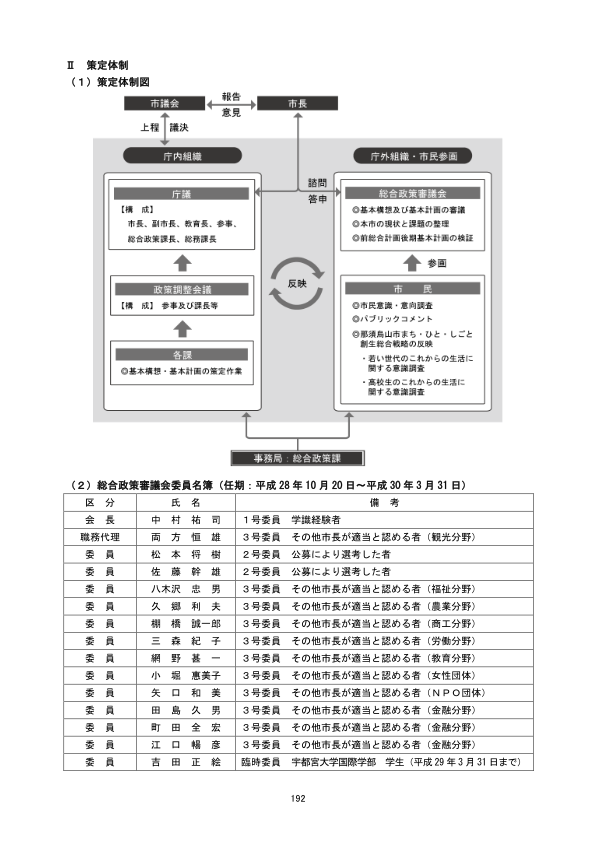 Ⅱ　策定体制
（１）策定体制図
市議会
報告
意見
市長
上程
議決
庁内組織
庁外組織・市民参画
諮問
答申
庁議
【構　成】
市長、副市長、教育長、参事、
総合政策課長、総務課長
政策調整会議
【構　成】 参事及び課長等
各課
◎基本構想・基本計画の策定作業
反映
総合政策審議会
◎基本構想及び基本計画の審議
◎本市の現状と課題の整理
◎前総合計画後期基本計画の検証
参画
市　　民
◎市民意識・意向調査
◎パブリックコメント
◎那須烏山市まち・ひと・しごと
創生総合戦略の反映
・若い世代のこれからの生活に
関する意識調査
・高校生のこれからの生活に
関する意識調査
事務局：総合政策課
（２）総合政策審議会委員名簿（任期：平成 28 年 10 月 20 日～平成 30 年 3 月 31 日）
区　分　氏　名　備　考
会　長　中　村　祐　司　１号委員　学識経験者
職務代理　両　方　恒　雄　３号委員　その他市長が適当と認める者（観光分野）
委　員　松　本　将　樹　２号委員　公募により選考した者
委　員　佐　藤　幹　雄　２号委員　公募により選考した者
委　員　八木沢　忠　男　３号委員　その他市長が適当と認める者（福祉分野）
委　員　久　郷　利　夫　３号委員　その他市長が適当と認める者（農業分野）
委　員　棚　橋　誠一郎　３号委員　その他市長が適当と認める者（商工分野）
委　員　三　森　紀　子　３号委員　その他市長が適当と認める者（労働分野）
委　員　網　野　甚　一　３号委員　その他市長が適当と認める者（教育分野）
委　員　小　堀　惠美子　３号委員　その他市長が適当と認める者（女性団体）
委　員　矢　口　和　美　３号委員　その他市長が適当と認める者（ＮＰＯ団体）
委　員　田　島　久　男　３号委員　その他市長が適当と認める者（金融分野）
委　員　町　田　全　宏　３号委員　その他市長が適当と認める者（金融分野）
委　員　江　口　暢　彦　３号委員　その他市長が適当と認める者（金融分野）
委　員　吉　田　正　絵　臨時委員　宇都宮大学国際学部　学生（平成 29 年 3 月 31 日まで）
192